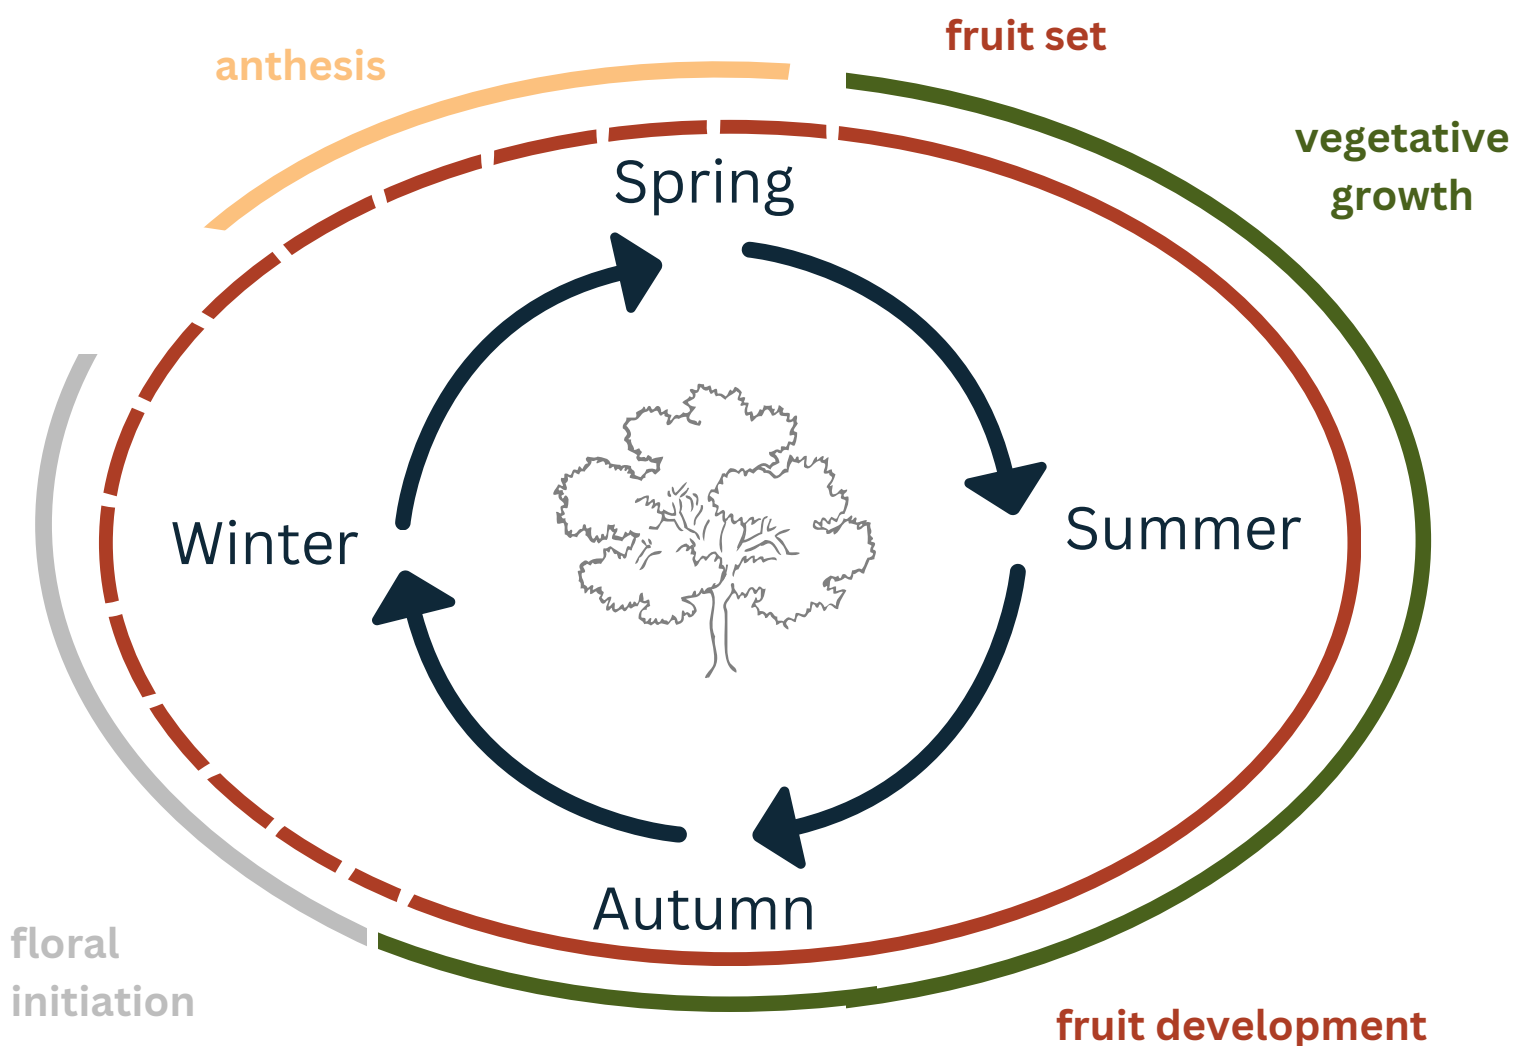 fruit set
anthesis
vegetative
growth
Spring
Summer
Winter
Autumn
floral
initiation
fruit development